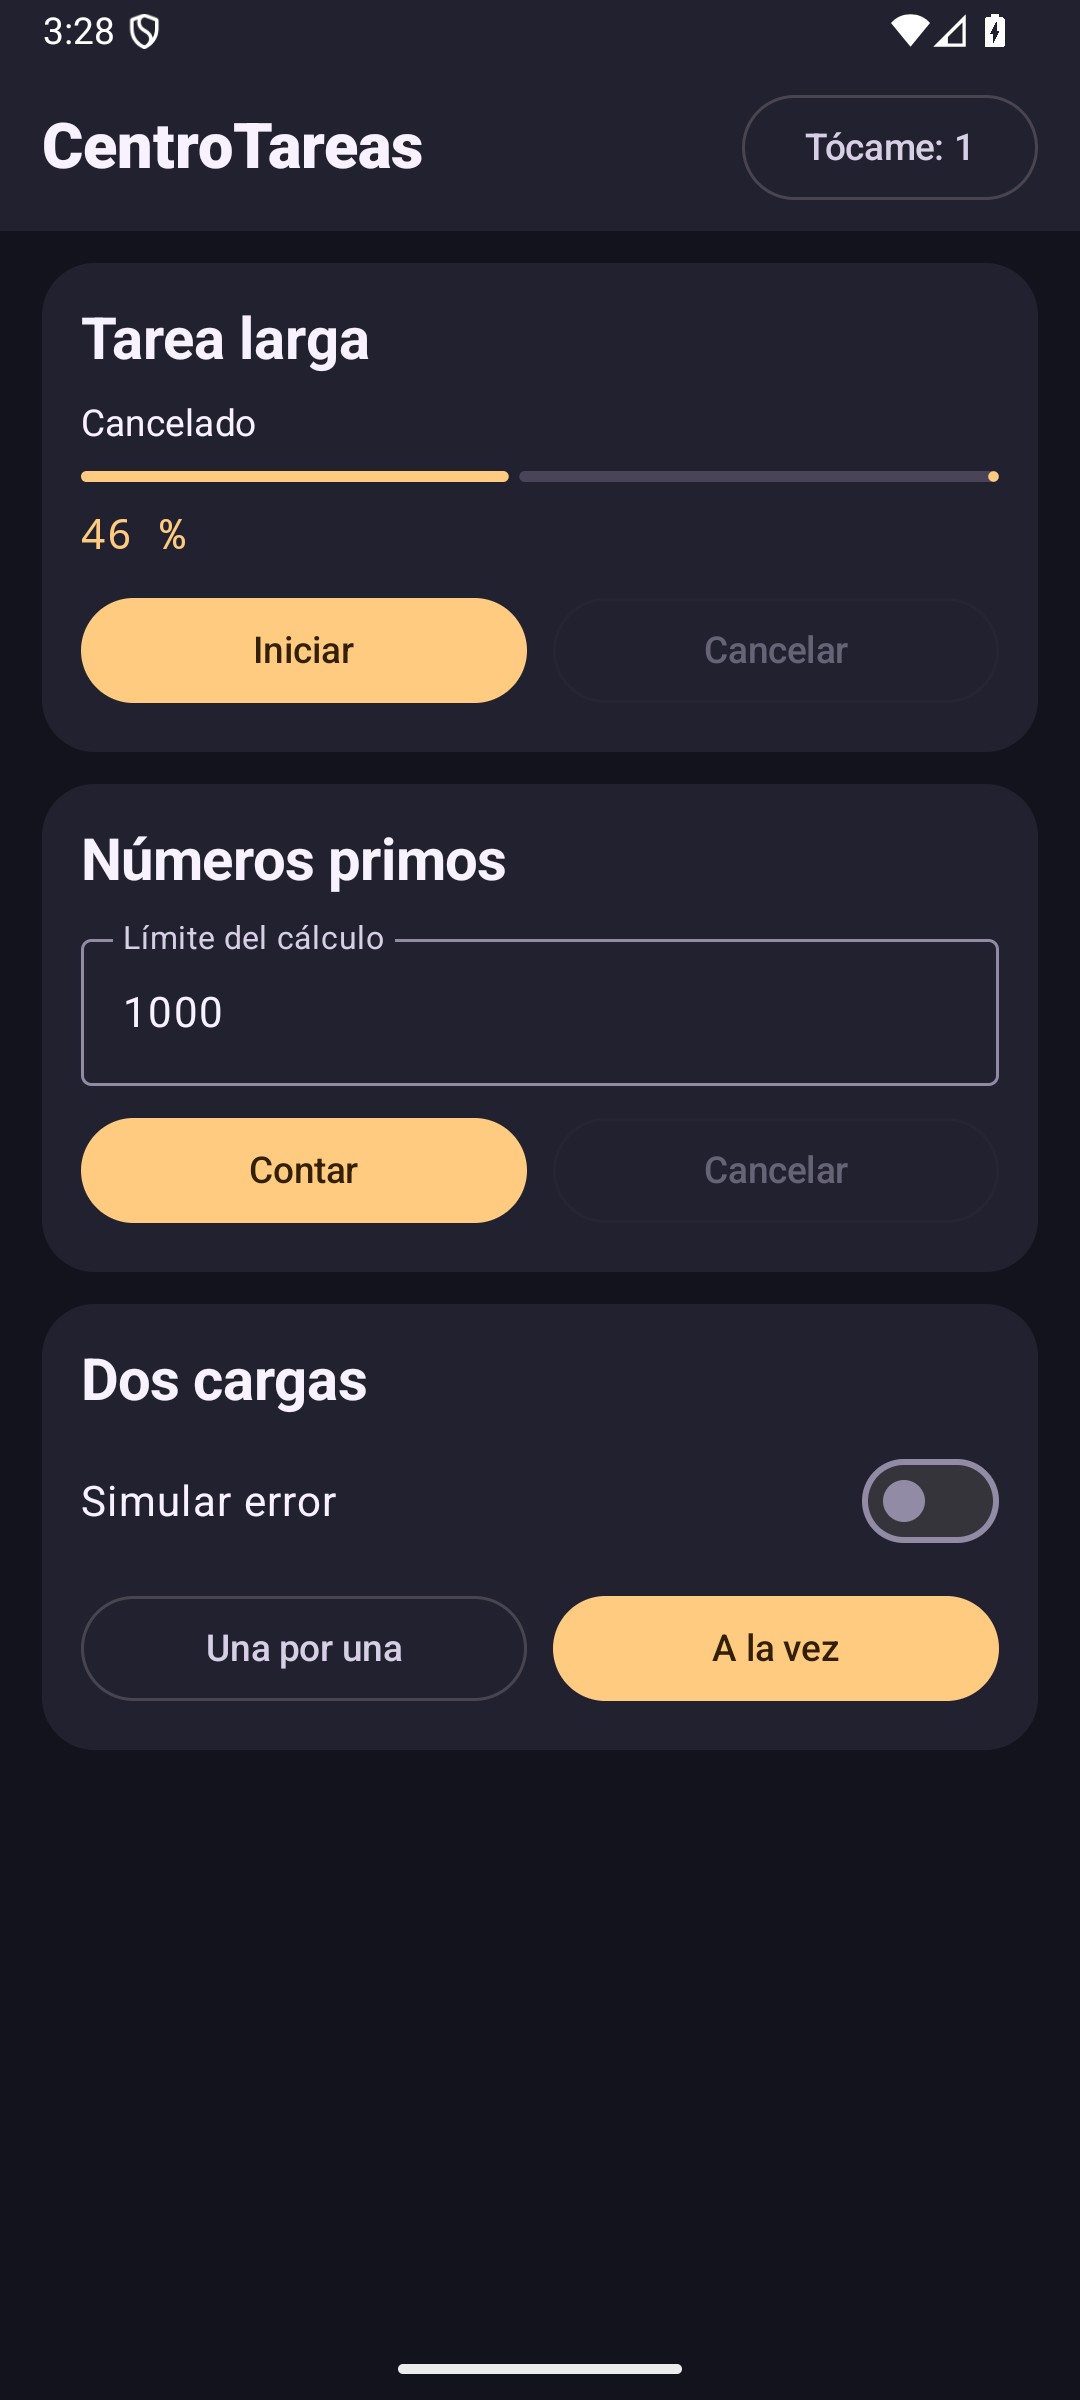 3:28
CentroTareas
Tócame: 1
Tarea larga
Cancelado
46 %
Iniciar
Cancelar
Números primos
Límite del cálculo
1000
Contar
Cancelar
Dos cargas
Simular error
Una por una
A la vez